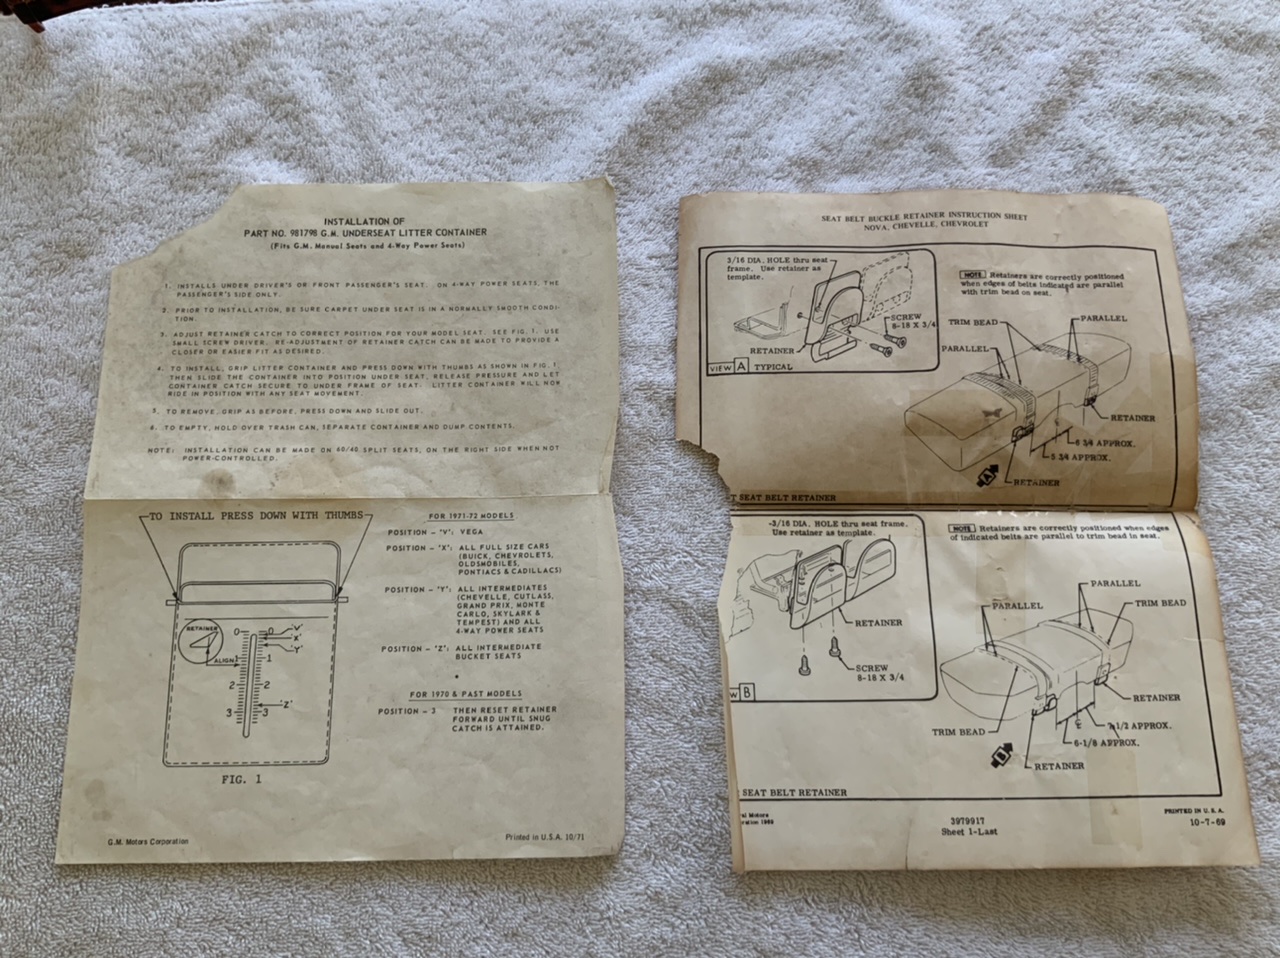 INSTALLATION OF
PART NO. 981798 G.M. UNDERSEAT LITTER CONTAINER
(Fits G.M. Manual Seats and 4-Way Power Seats)
1. INSTALLS UNDER DRIVER'S OR FRONT PASSENGER'S SEAT. ON 4-WAY POWER SEATS, THE
PASSENGER'S SIDE ONLY.
2. PRIOR TO INSTALLATION, BE SURE CARPET UNDER SEAT IS IN A NORMALLY SMOOTH CONDI-
TION.
3. ADJUST RETAINER CATCH TO CORRECT POSITION FOR YOUR MODEL SEAT. SEE FIG. 1. USE
SMALL SCREW DRIVER. RE-ADJUSTMENT OF RETAINER CATCH CAN BE MADE TO PROVIDE A
CLOSER OR EASIER FIT AS DESIRED.
4. TO INSTALL, GRIP LITTER CONTAINER AND PRESS DOWN WITH THUMBS AS SHOWN IN FIG. 1.
THEN SLIDE THE CONTAINER INTO POSITION UNDER SEAT, RELEASE PRESSURE AND LET
CONTAINER CATCH SECURE TO UNDER FRAME OF SEAT. LITTER CONTAINER WILL NOW
RIDE IN POSITION WITH ANY SEAT MOVEMENT.
5. TO REMOVE, GRIP AS BEFORE, PRESS DOWN AND SLIDE OUT.
6. TO EMPTY, HOLD OVER TRASH CAN, SEPARATE CONTAINER AND DUMP CONTENTS.
NOTE: INSTALLATION CAN BE MADE ON 60/40 SPLIT SEATS, ON THE RIGHT SIDE WHEN NOT
POWER-CONTROLLED.
TO INSTALL PRESS DOWN WITH THUMBS
RETAINER
ALIGN
0 0
1
2 2
3 3
'V'
'X'
'Y'
'Z'
FIG. 1
FOR 1971-72 MODELS
POSITION - 'V': VEGA
POSITION - 'X': ALL FULL SIZE CARS
(BUICK, CHEVROLETS,
OLDSMOBILES,
PONTIACS & CADILLACS)
POSITION - 'Y': ALL INTERMEDIATES
(CHEVELLE, CUTLASS,
GRAND PRIX, MONTE
CARLO, SKYLARK &
TEMPEST) AND ALL
4-WAY POWER SEATS
POSITION - 'Z': ALL INTERMEDIATE
BUCKET SEATS
FOR 1970 & PAST MODELS
POSITION - 3 THEN RESET RETAINER
FORWARD UNTIL SNUG
CATCH IS ATTAINED.
G.M. Motors Corporation
Printed in U.S.A. 10/71
SEAT BELT BUCKLE RETAINER INSTRUCTION SHEET
NOVA, CHEVELLE, CHEVROLET
3/16 DIA. HOLE thru seat
frame. Use retainer as
template.
SCREW
8-18 X 3/4
RETAINER
VIEW A TYPICAL
NOTE Retainers are correctly positioned
when edges of belts indicated are parallel
with trim bead on seat.
TRIM BEAD
PARALLEL
PARALLEL
RETAINER
6 3/4 APPROX.
5 3/4 APPROX.
A
RETAINER
T SEAT BELT RETAINER
3/16 DIA. HOLE thru seat frame.
Use retainer as template.
RETAINER
SCREW
8-18 X 3/4
W B
NOTE Retainers are correctly positioned when edges
of indicated belts are parallel to trim bead in seat.
PARALLEL
PARALLEL
TRIM BEAD
RETAINER
TRIM BEAD
7 1/2 APPROX.
6-1/8 APPROX.
B
RETAINER
SEAT BELT RETAINER
al Motors
ration 1969
3979917
Sheet 1-Last
PRINTED IN U.S.A.
10-7-69